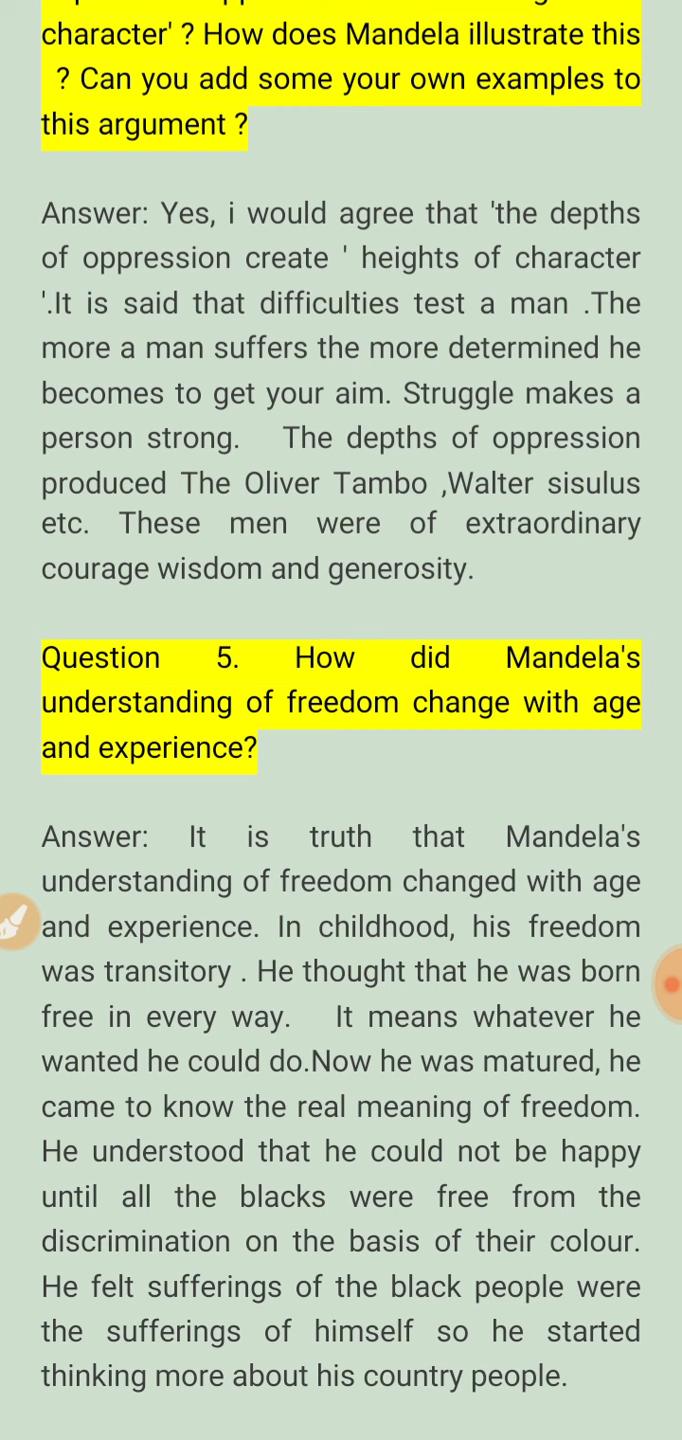 character' ? How does Mandela illustrate this
? Can you add some your own examples to
this argument ?
Answer: Yes, i would agree that 'the depths
of oppression create ' heights of character
'.It is said that difficulties test a man .The
more a man suffers the more determined he
becomes to get your aim. Struggle makes a
person strong. The depths of oppression
produced The Oliver Tambo ,Walter sisulus
etc. These men were of extraordinary
courage wisdom and generosity.
Question 5. How did Mandela's
understanding of freedom change with age
and experience?
Answer: It is truth that Mandela's
understanding of freedom changed with age
and experience. In childhood, his freedom
was transitory . He thought that he was born
free in every way. It means whatever he
wanted he could do.Now he was matured, he
came to know the real meaning of freedom.
He understood that he could not be happy
until all the blacks were free from the
discrimination on the basis of their colour.
He felt sufferings of the black people were
the sufferings of himself so he started
thinking more about his country people.